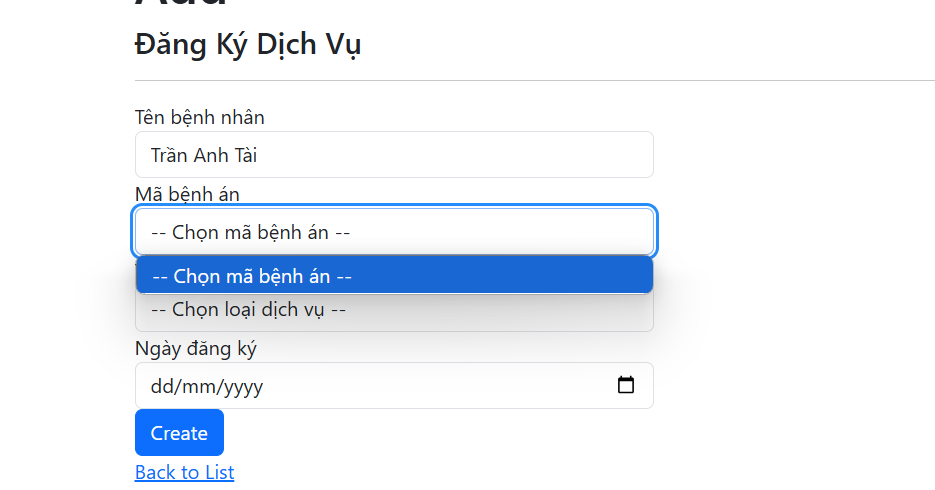 Đăng Ký Dịch Vụ
Tên bệnh nhân
Trần Anh Tài
Mã bệnh án
-- Chọn mã bệnh án --
-- Chọn mã bệnh án --
-- Chọn loại dịch vụ --
Ngày đăng ký
dd/mm/yyyy
Create
Back to List